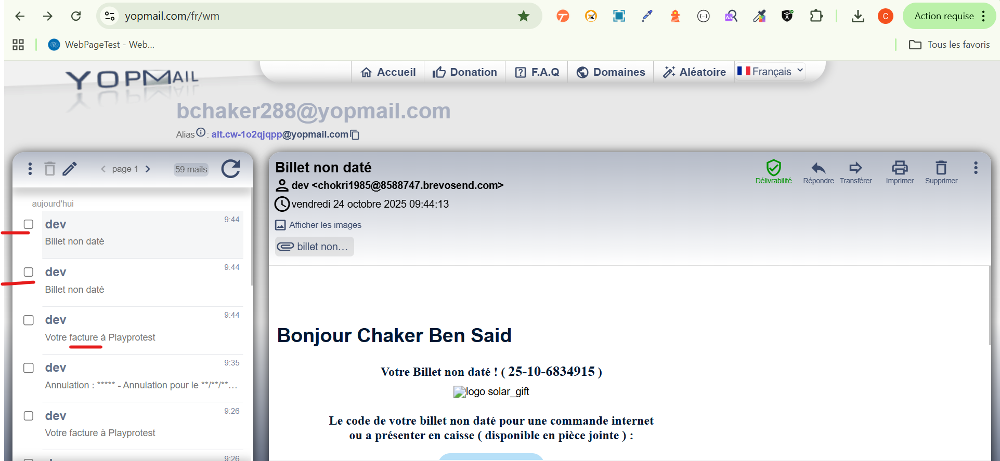 yopmail.com/fr/wm
Action requise
WebPageTest - Web...
Tous les favoris
YOPMAIL
Accueil
Donation
F.A.Q
Domaines
Aléatoire
Français
bchaker288@yopmail.com
Alias : alt.cw-1o2qjqpp@yopmail.com
page 1
59 mails
aujourd'hui
dev 9:44
Billet non daté
dev 9:44
Billet non daté
dev 9:44
Votre facture à Playprotest
dev 9:35
Annulation : ***** - Annulation pour le **/**/**...
dev 9:26
Votre facture à Playprotest
9:26
Billet non daté
dev <chokri1985@8588747.brevosend.com>
vendredi 24 octobre 2025 09:44:13
Afficher les images
billet non...
Délivrabilité
Répondre
Transférer
Imprimer
Supprimer
Bonjour Chaker Ben Said
Votre Billet non daté ! ( 25-10-6834915 )
logo solar_gift
Le code de votre billet non daté pour une commande internet
ou a présenter en caisse ( disponible en pièce jointe ) :